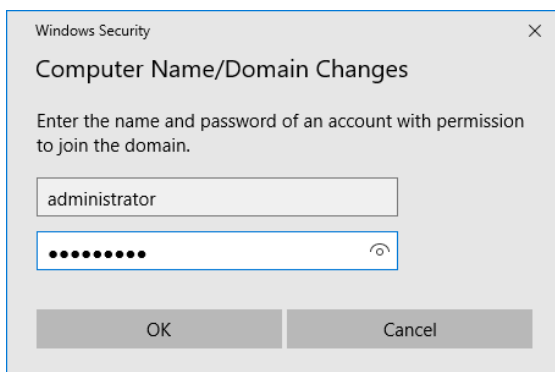 Windows Security
Computer Name/Domain Changes
Enter the name and password of an account with permission
to join the domain.
administrator
●●●●●●●●●
OK
Cancel